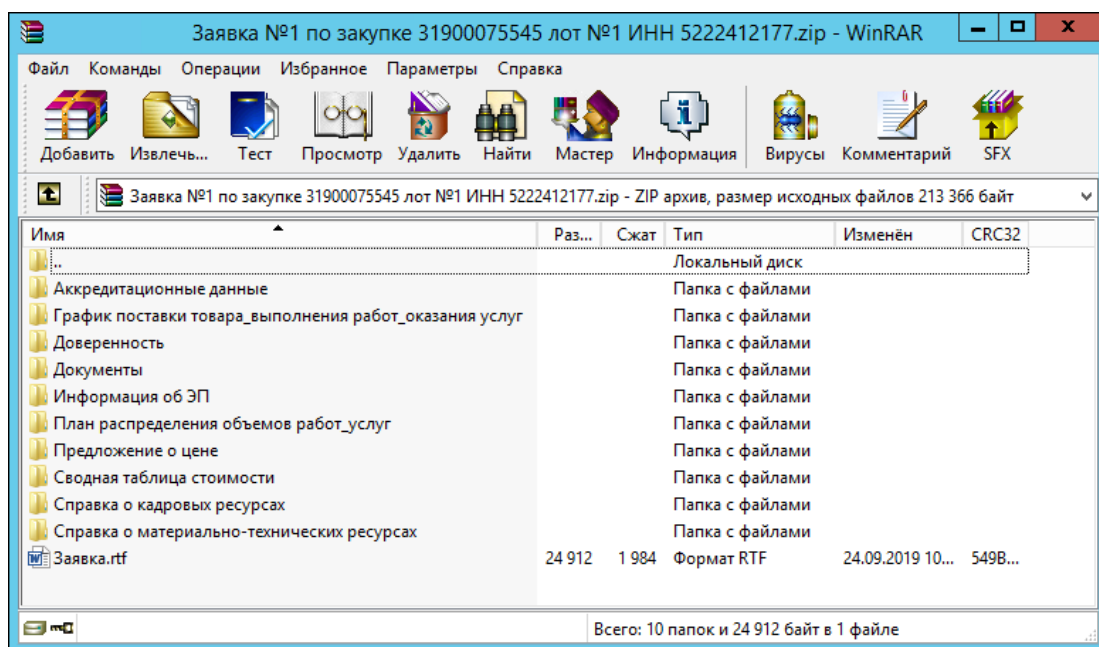 Заявка №1 по закупке 31900075545 лот №1 ИНН 5222412177.zip - WinRAR
Файл Команды Операции Избранное Параметры Справка
Добавить Извлечь... Тест Просмотр Удалить Найти Мастер Информация Вирусы Комментарий SFX
Заявка №1 по закупке 31900075545 лот №1 ИНН 5222412177.zip - ZIP архив, размер исходных файлов 213 366 байт
Имя Раз... Сжат Тип Изменён CRC32
.. Локальный диск
Аккредитационные данные Папка с файлами
График поставки товара_выполнения работ_оказания услуг Папка с файлами
Доверенность Папка с файлами
Документы Папка с файлами
Информация об ЭП Папка с файлами
План распределения объемов работ_услуг Папка с файлами
Предложение о цене Папка с файлами
Сводная таблица стоимости Папка с файлами
Справка о кадровых ресурсах Папка с файлами
Справка о материально-технических ресурсах Папка с файлами
Заявка.rtf 24 912 1 984 Формат RTF 24.09.2019 10... 549B...
Всего: 10 папок и 24 912 байт в 1 файле